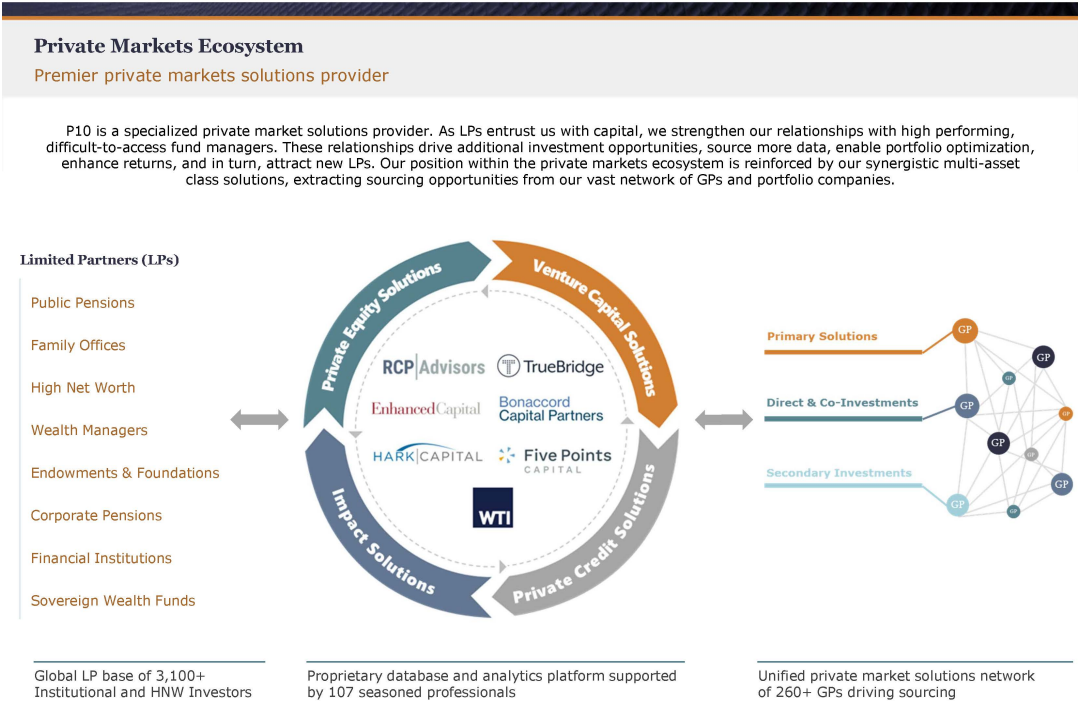 Private Markets Ecosystem
Premier private markets solutions provider
P10 is a specialized private market solutions provider. As LPs entrust us with capital, we strengthen our relationships with high performing,
difficult-to-access fund managers. These relationships drive additional investment opportunities, source more data, enable portfolio optimization,
enhance returns, and in turn, attract new LPs. Our position within the private markets ecosystem is reinforced by our synergistic multi-asset
class solutions, extracting sourcing opportunities from our vast network of GPs and portfolio companies.
Limited Partners (LPs)
Public Pensions
Family Offices
High Net Worth
Wealth Managers
Endowments & Foundations
Corporate Pensions
Financial Institutions
Sovereign Wealth Funds
Private Equity Solutions
Venture Capital Solutions
Private Credit Solutions
Impact Solutions
RCP|Advisors
TrueBridge
EnhancedCapital
Bonaccord
Capital Partners
HARK|CAPITAL
Five Points
CAPITAL
WTI
Primary Solutions
Direct & Co-Investments
Secondary Investments
GP
GP
GP
GP
GP
GP
GP
GP
GP
GP
Global LP base of 3,100+
Institutional and HNW Investors
Proprietary database and analytics platform supported
by 107 seasoned professionals
Unified private market solutions network
of 260+ GPs driving sourcing